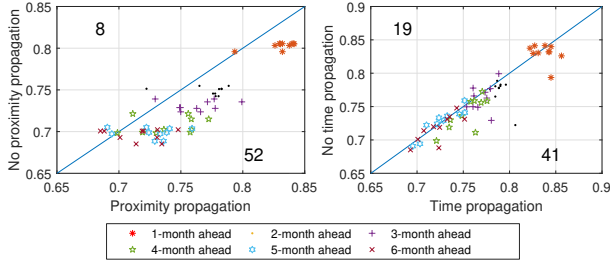 8
52
0.85
0.8
0.75
0.7
0.65
0.65 0.7 0.75 0.8 0.85
No proximity propagation
Proximity propagation
19
41
0.9
0.85
0.8
0.75
0.7
0.65
0.65 0.7 0.75 0.8 0.85 0.9
No time propagation
Time propagation
1-month ahead 2-month ahead 3-month ahead
4-month ahead 5-month ahead 6-month ahead